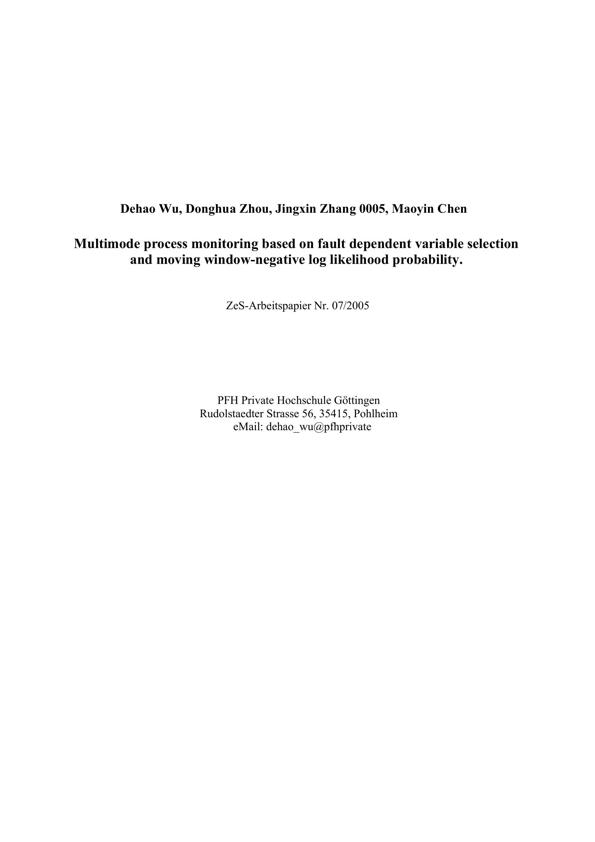 Dehao Wu, Donghua Zhou, Jingxin Zhang 0005, Maoyin Chen
Multimode process monitoring based on fault dependent variable selection
and moving window-negative log likelihood probability.
ZeS-Arbeitspapier Nr. 07/2005
PFH Private Hochschule Göttingen
Rudolstaedter Strasse 56, 35415, Pohlheim
eMail: dehao_wu@pfhprivate